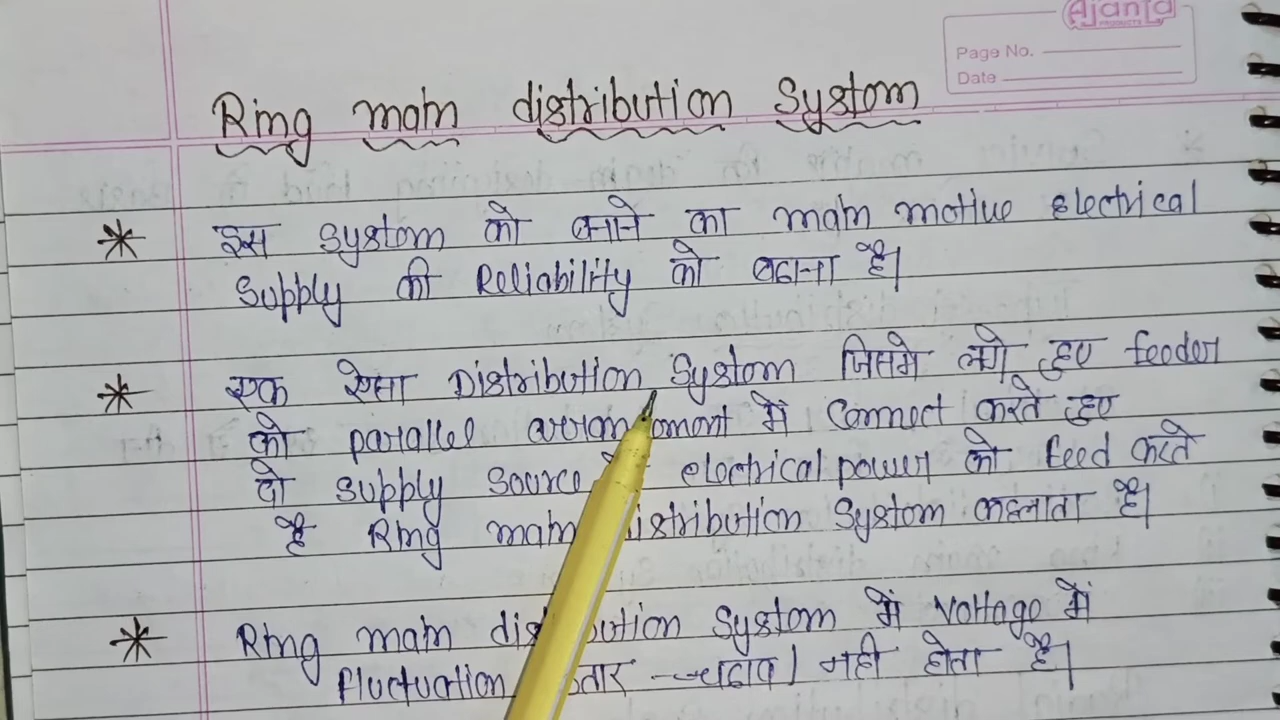 Ajanta
PRODUCTS
Page No.
Date
Ring main distribution System
* इस System को बनाने का main motive electrical
Supply की Reliability को बढाना है।
* एक ऐसा Distribution System जिसमे लगे हुए feeder
को parallel में Connect करते हुए
दो Supply Source electrical power को feed करते
है Ring main distribution System कहलाता है।
* Ring main System में Voltage में
fluctuation चढाव। नही होता है।